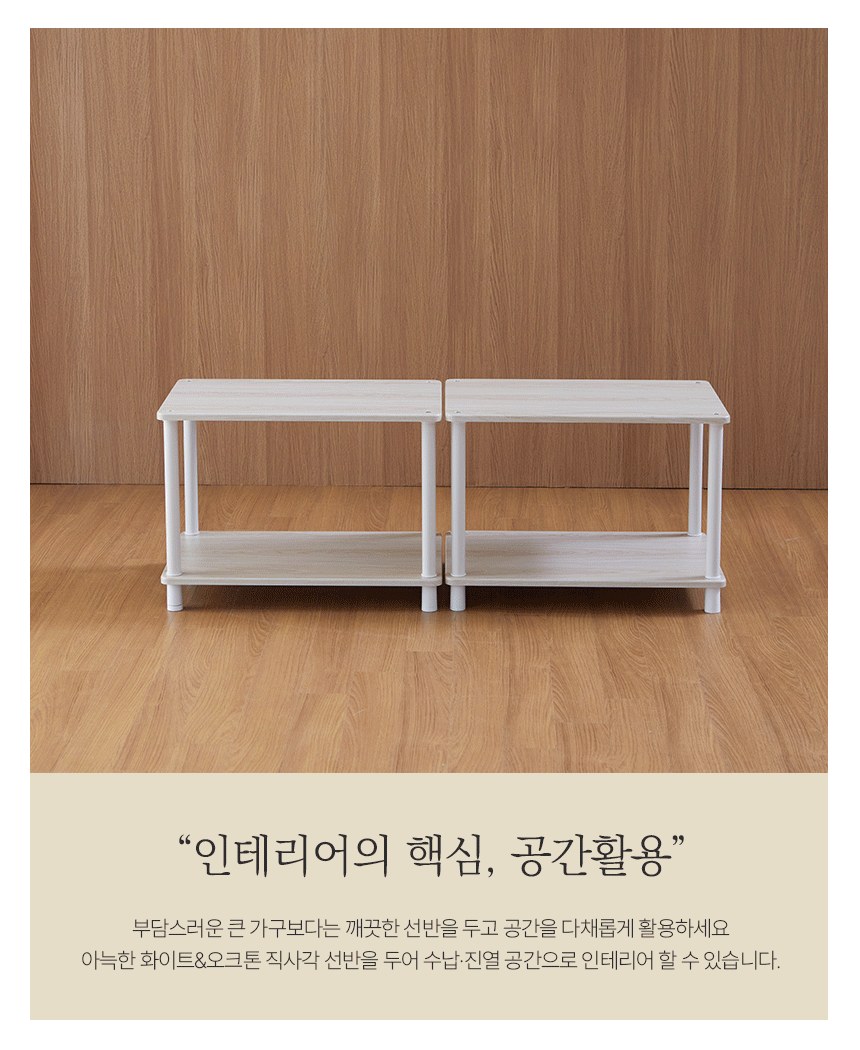 “인테리어의 핵심, 공간활용”
부담스러운 큰 가구보다는 깨끗한 선반을 두고 공간을 다채롭게 활용하세요
아늑한 화이트&오크톤 직사각 선반을 두어 수납·진열 공간으로 인테리어 할 수 있습니다.